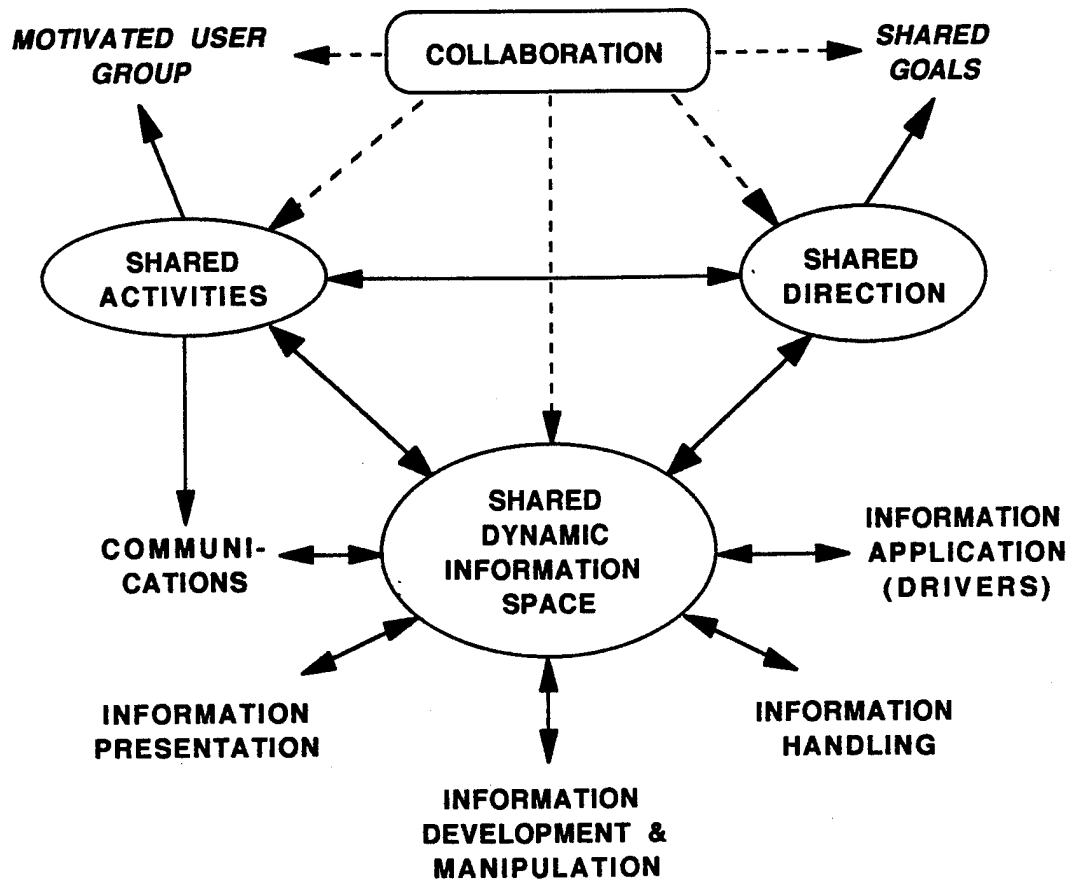 MOTIVATED USER
GROUP
COLLABORATION
SHARED
GOALS
SHARED
ACTIVITIES
SHARED
DIRECTION
SHARED
DYNAMIC
INFORMATION
SPACE
COMMUNI-
CATIONS
INFORMATION
APPLICATION
(DRIVERS)
INFORMATION
PRESENTATION
INFORMATION
HANDLING
INFORMATION
DEVELOPMENT &
MANIPULATION